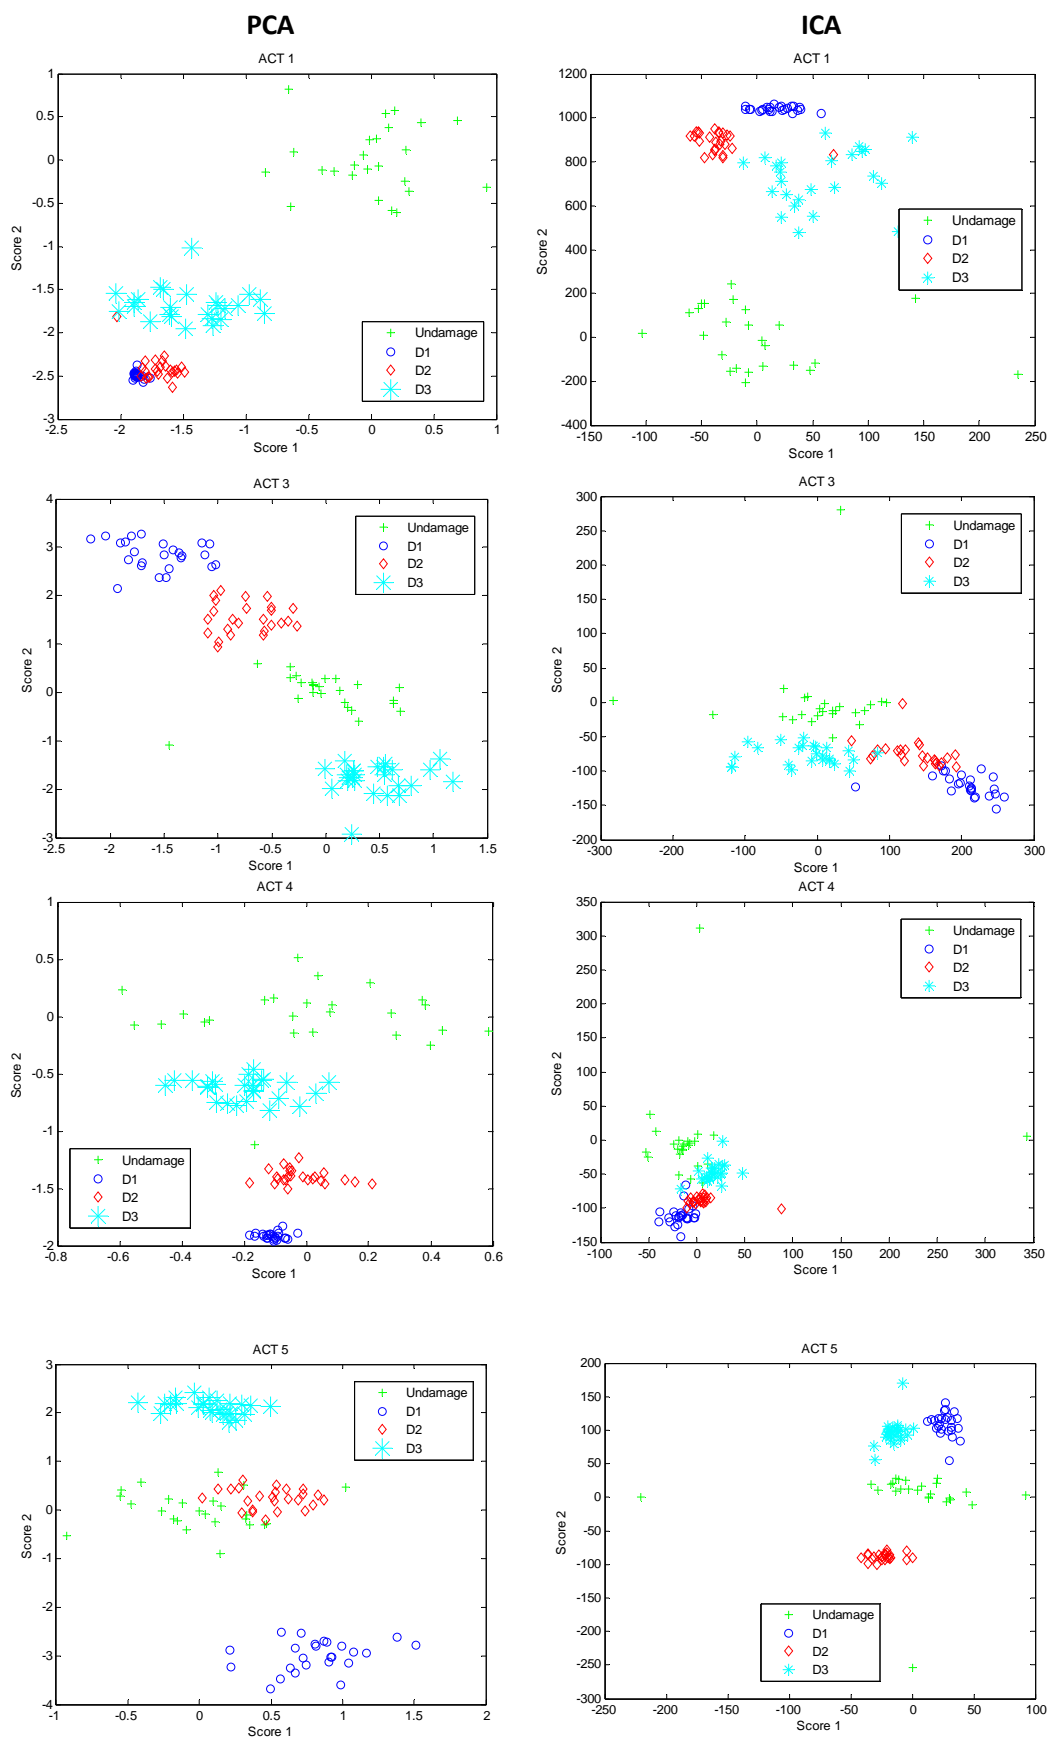 PCA
ICA
ACT 1
1
0.5
0
-0.5
-1
-1.5
-2
-2.5
-3
-2.5
-2
-1.5
-1
-0.5
0
0.5
1
Score 1
Score 2
Undamage
D1
D2
D3
ACT 1
1200
1000
800
600
400
200
0
-200
-400
-150
-100
-50
0
50
100
150
200
250
Score 1
Score 2
Undamage
D1
D2
D3
ACT 3
4
3
2
1
0
-1
-2
-3
-2.5
-2
-1.5
-1
-0.5
0
0.5
1
1.5
Score 1
Score 2
Undamage
D1
D2
D3
ACT 3
300
250
200
150
100
50
0
-50
-100
-150
-200
-300
-200
-100
0
100
200
300
Score 1
Score 2
Undamage
D1
D2
D3
ACT 4
1
0.5
0
-0.5
-1
-1.5
-2
-0.8
-0.6
-0.4
-0.2
0
0.2
0.4
0.6
Score 1
Score 2
Undamage
D1
D2
D3
ACT 4
350
300
250
200
150
100
50
0
-50
-100
-150
-100
-50
0
50
100
150
200
250
300
350
Score 1
Score 2
Undamage
D1
D2
D3
ACT 5
3
2
1
0
-1
-2
-3
-4
-1
-0.5
0
0.5
1
1.5
2
Score 1
Score 2
Undamage
D1
D2
D3
ACT 5
200
150
100
50
0
-50
-100
-150
-200
-250
-300
-250
-200
-150
-100
-50
0
50
100
Score 1
Score 2
Undamage
D1
D2
D3